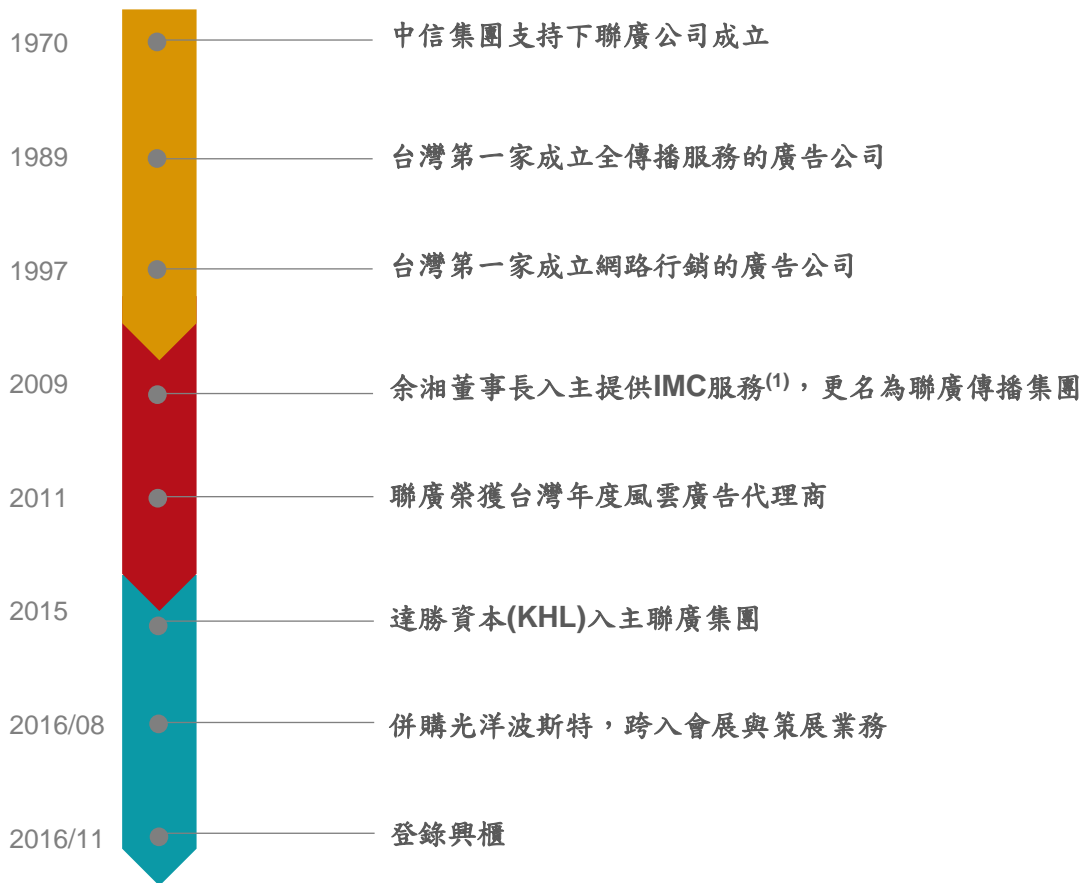 1970 中信集團支持下聯廣公司成立
1989 台灣第一家成立全傳播服務的廣告公司
1997 台灣第一家成立網路行銷的廣告公司
2009 余湘董事長入主提供IMC服務(1)，更名為聯廣傳播集團
2011 聯廣榮獲台灣年度風雲廣告代理商
2015 達勝資本(KHL)入主聯廣集團
2016/08 併購光洋波斯特，跨入會展與策展業務
2016/11 登錄興櫃